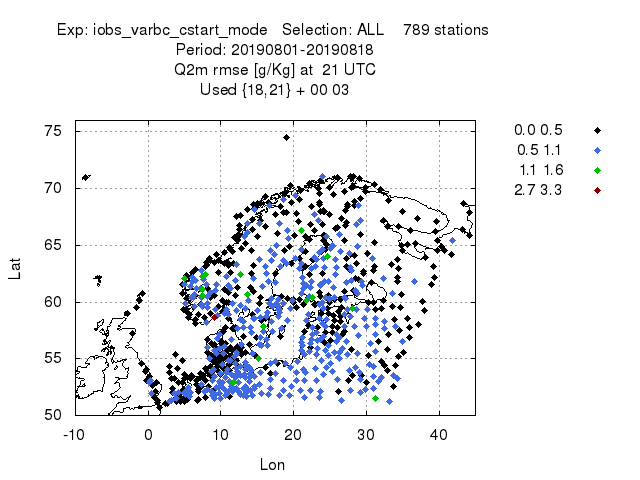 Exp: iobs_varbc_cstart_mode   Selection: ALL    789 stations
Period: 20190801-20190818
Q2m rmse [g/Kg] at  21 UTC
Used {18,21} + 00 03
0.0 0.5
0.5 1.1
1.1 1.6
2.7 3.3
75
70
65
60
55
50
Lat
-10 0 10 20 30 40
Lon